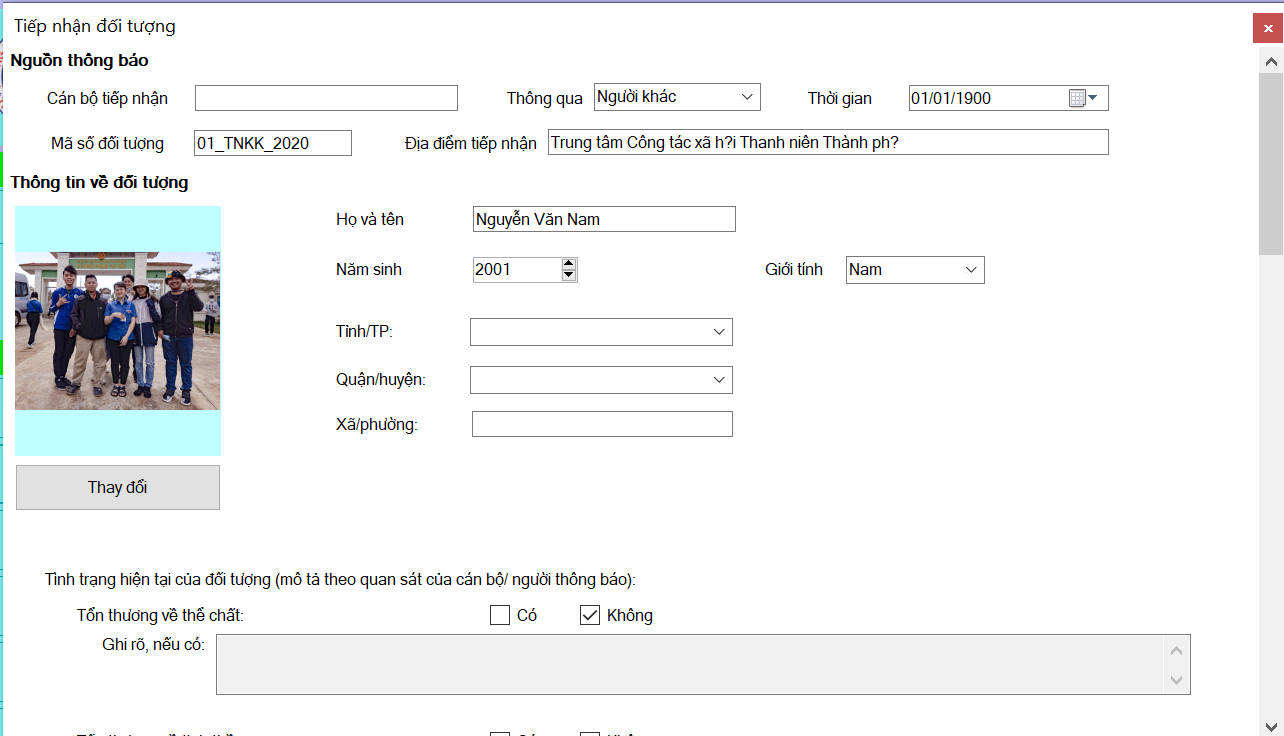 Tiếp nhận đối tượng
Nguồn thông báo
Cán bộ tiếp nhận Thông qua Người khác Thời gian 01/01/1900
Mã số đối tượng 01_TNKK_2020 Địa điểm tiếp nhận Trung tâm Công tác xã h?i Thanh niên Thành ph?
Thông tin về đối tượng
Họ và tên Nguyễn Văn Nam
Năm sinh 2001 Giới tính Nam
Tỉnh/TP:
Quận/huyện:
Xã/phường:
Thay đổi
Tình trạng hiện tại của đối tượng (mô tả theo quan sát của cán bộ/ người thông báo):
Tổn thương về thể chất: Có Không
Ghi rõ, nếu có: